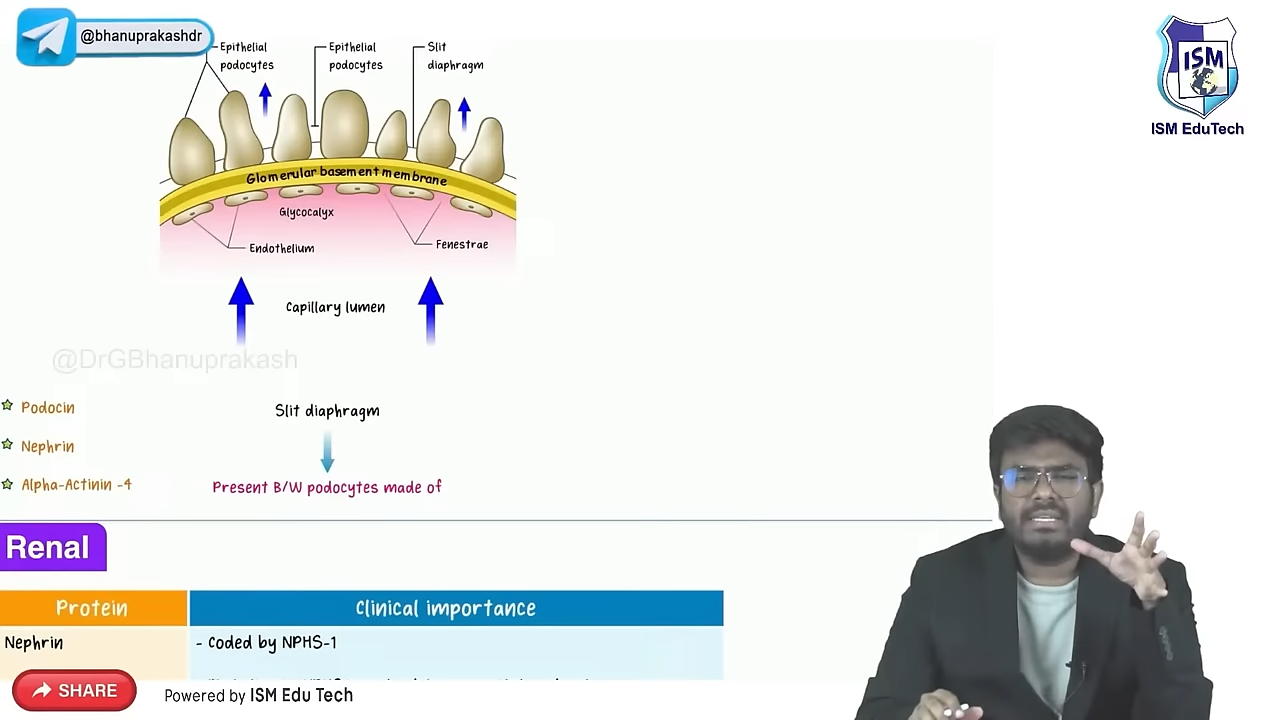 @bhanuprakashdr
ISM
ISM EduTech
Epithelial
podocytes
Epithelial
podocytes
Slit
diaphragm
Glomerular basement membrane
Glycocalyx
Endothelium
Fenestrae
Capillary lumen
@DrGBhanuprakash
Podocin
Nephrin
Alpha-Actinin -4
Slit diaphragm
Present B/W podocytes made of
Renal
Protein
Clinical importance
Nephrin
- Coded by NPHS-1
SHARE
Powered by ISM Edu Tech